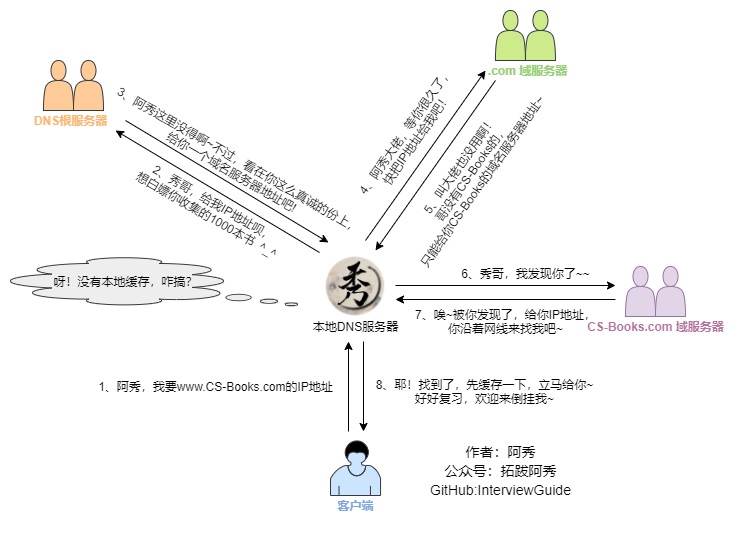 .com 域服务器
DNS根服务器
3、阿秀这里没得啊~不过，看在你这么真诚的份上，
给你一个域名服务器地址吧!
2、秀哥，给我IP地址呗,
想白嫖你收集的1000本书 ^_^
4、阿秀大佬，等你很久了，
快把IP地址给我吧！
5、叫大佬也没用啊！
哥没有CS-Books的，
只能给你CS-Books的域名服务器地址~
呀！没有本地缓存，咋搞?
秀
本地DNS服务器
6、秀哥，我发现你了~~
7、唉~被你发现了，给你IP地址，
你沿着网线来找我吧~
CS-Books.com 域服务器
1、阿秀，我要www.CS-Books.com的IP地址
8、耶！找到了，先缓存一下，立马给你~
好好复习，欢迎来倒挂我~
客户端
作者：阿秀
公众号：拓跋阿秀
GitHub:InterviewGuide